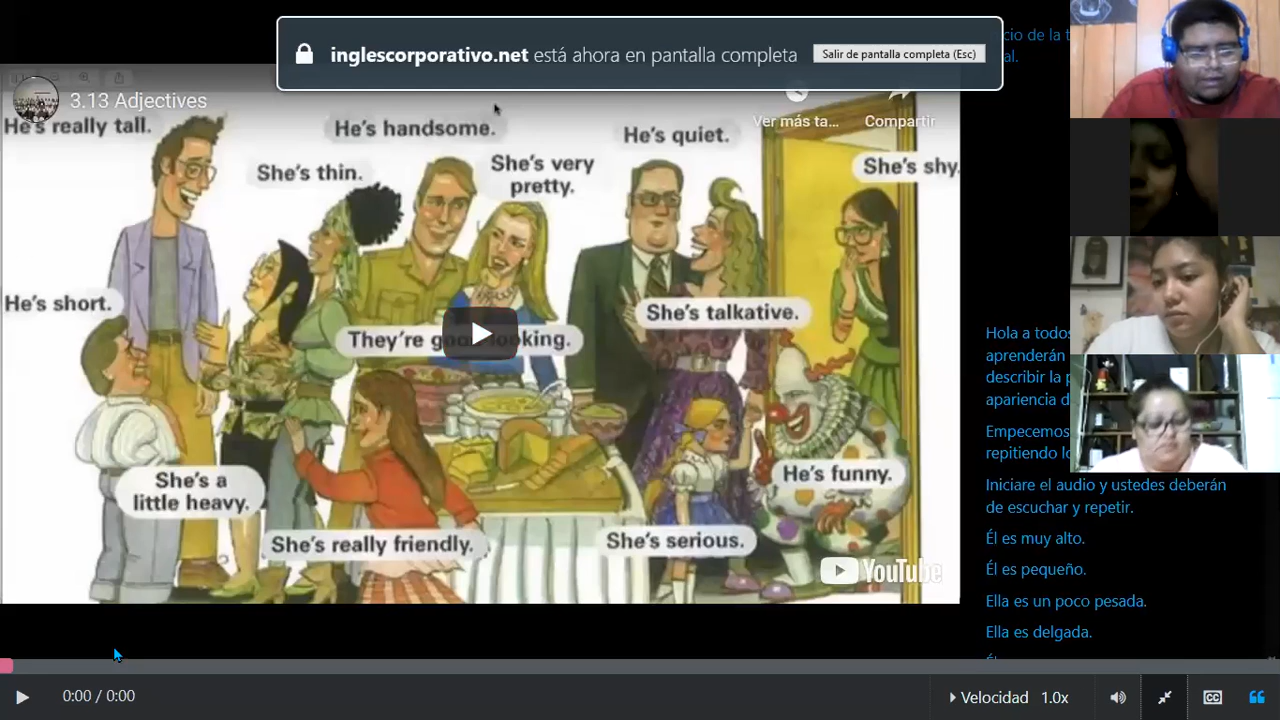 inglescorporativo.net está ahora en pantalla completa
Salir de pantalla completa (Esc)
3.13 Adjectives
Ver más ta...
Compartir
He's really tall.
He's handsome.
He's quiet.
She's thin.
She's very
pretty.
She's shy.
He's short.
She's talkative.
They're looking.
She's a
little heavy.
He's funny.
She's really friendly.
She's serious.
YouTube
de la
Hola a todos
aprenderán
describir la
apariencia
Empecemos
repitiendo
Iniciare el audio y ustedes deberán
de escuchar y repetir.
Él es muy alto.
Él es pequeño.
Ella es un poco pesada.
Ella es delgada.
0:00 / 0:00
Velocidad 1.0x
CC